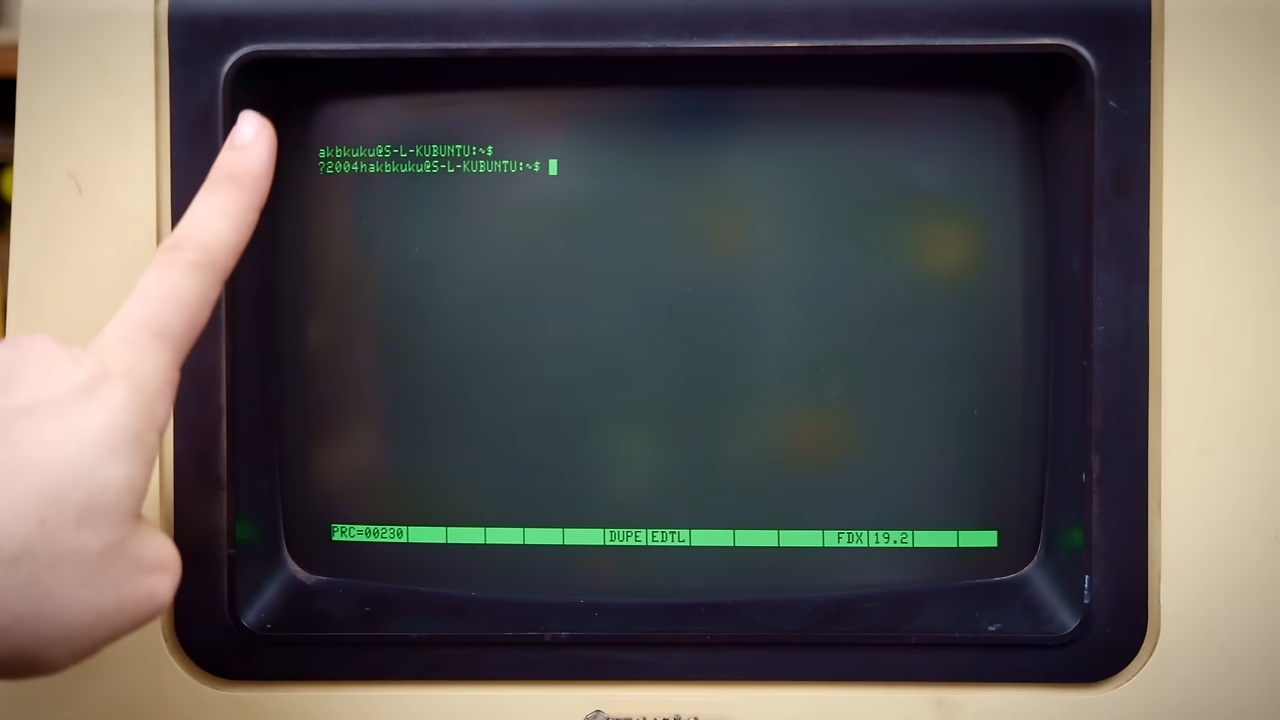 akbkuku@S-L-KUBUNTU:~$
?2004hakbkuku@S-L-KUBUNTU:~$
PRC=00230 DUPE EDTL FDX 19.2